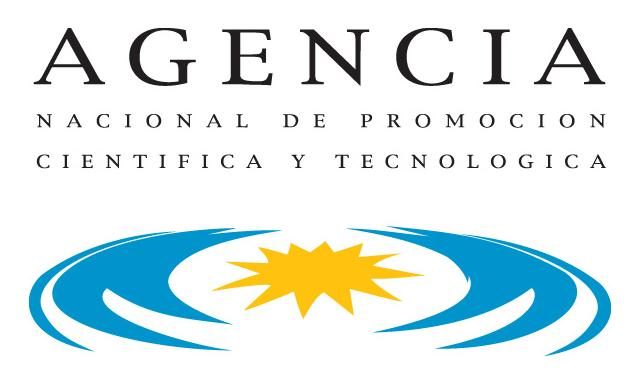 AGENCIA
NACIONAL DE PROMOCION
CIENTIFICA Y TECNOLOGICA